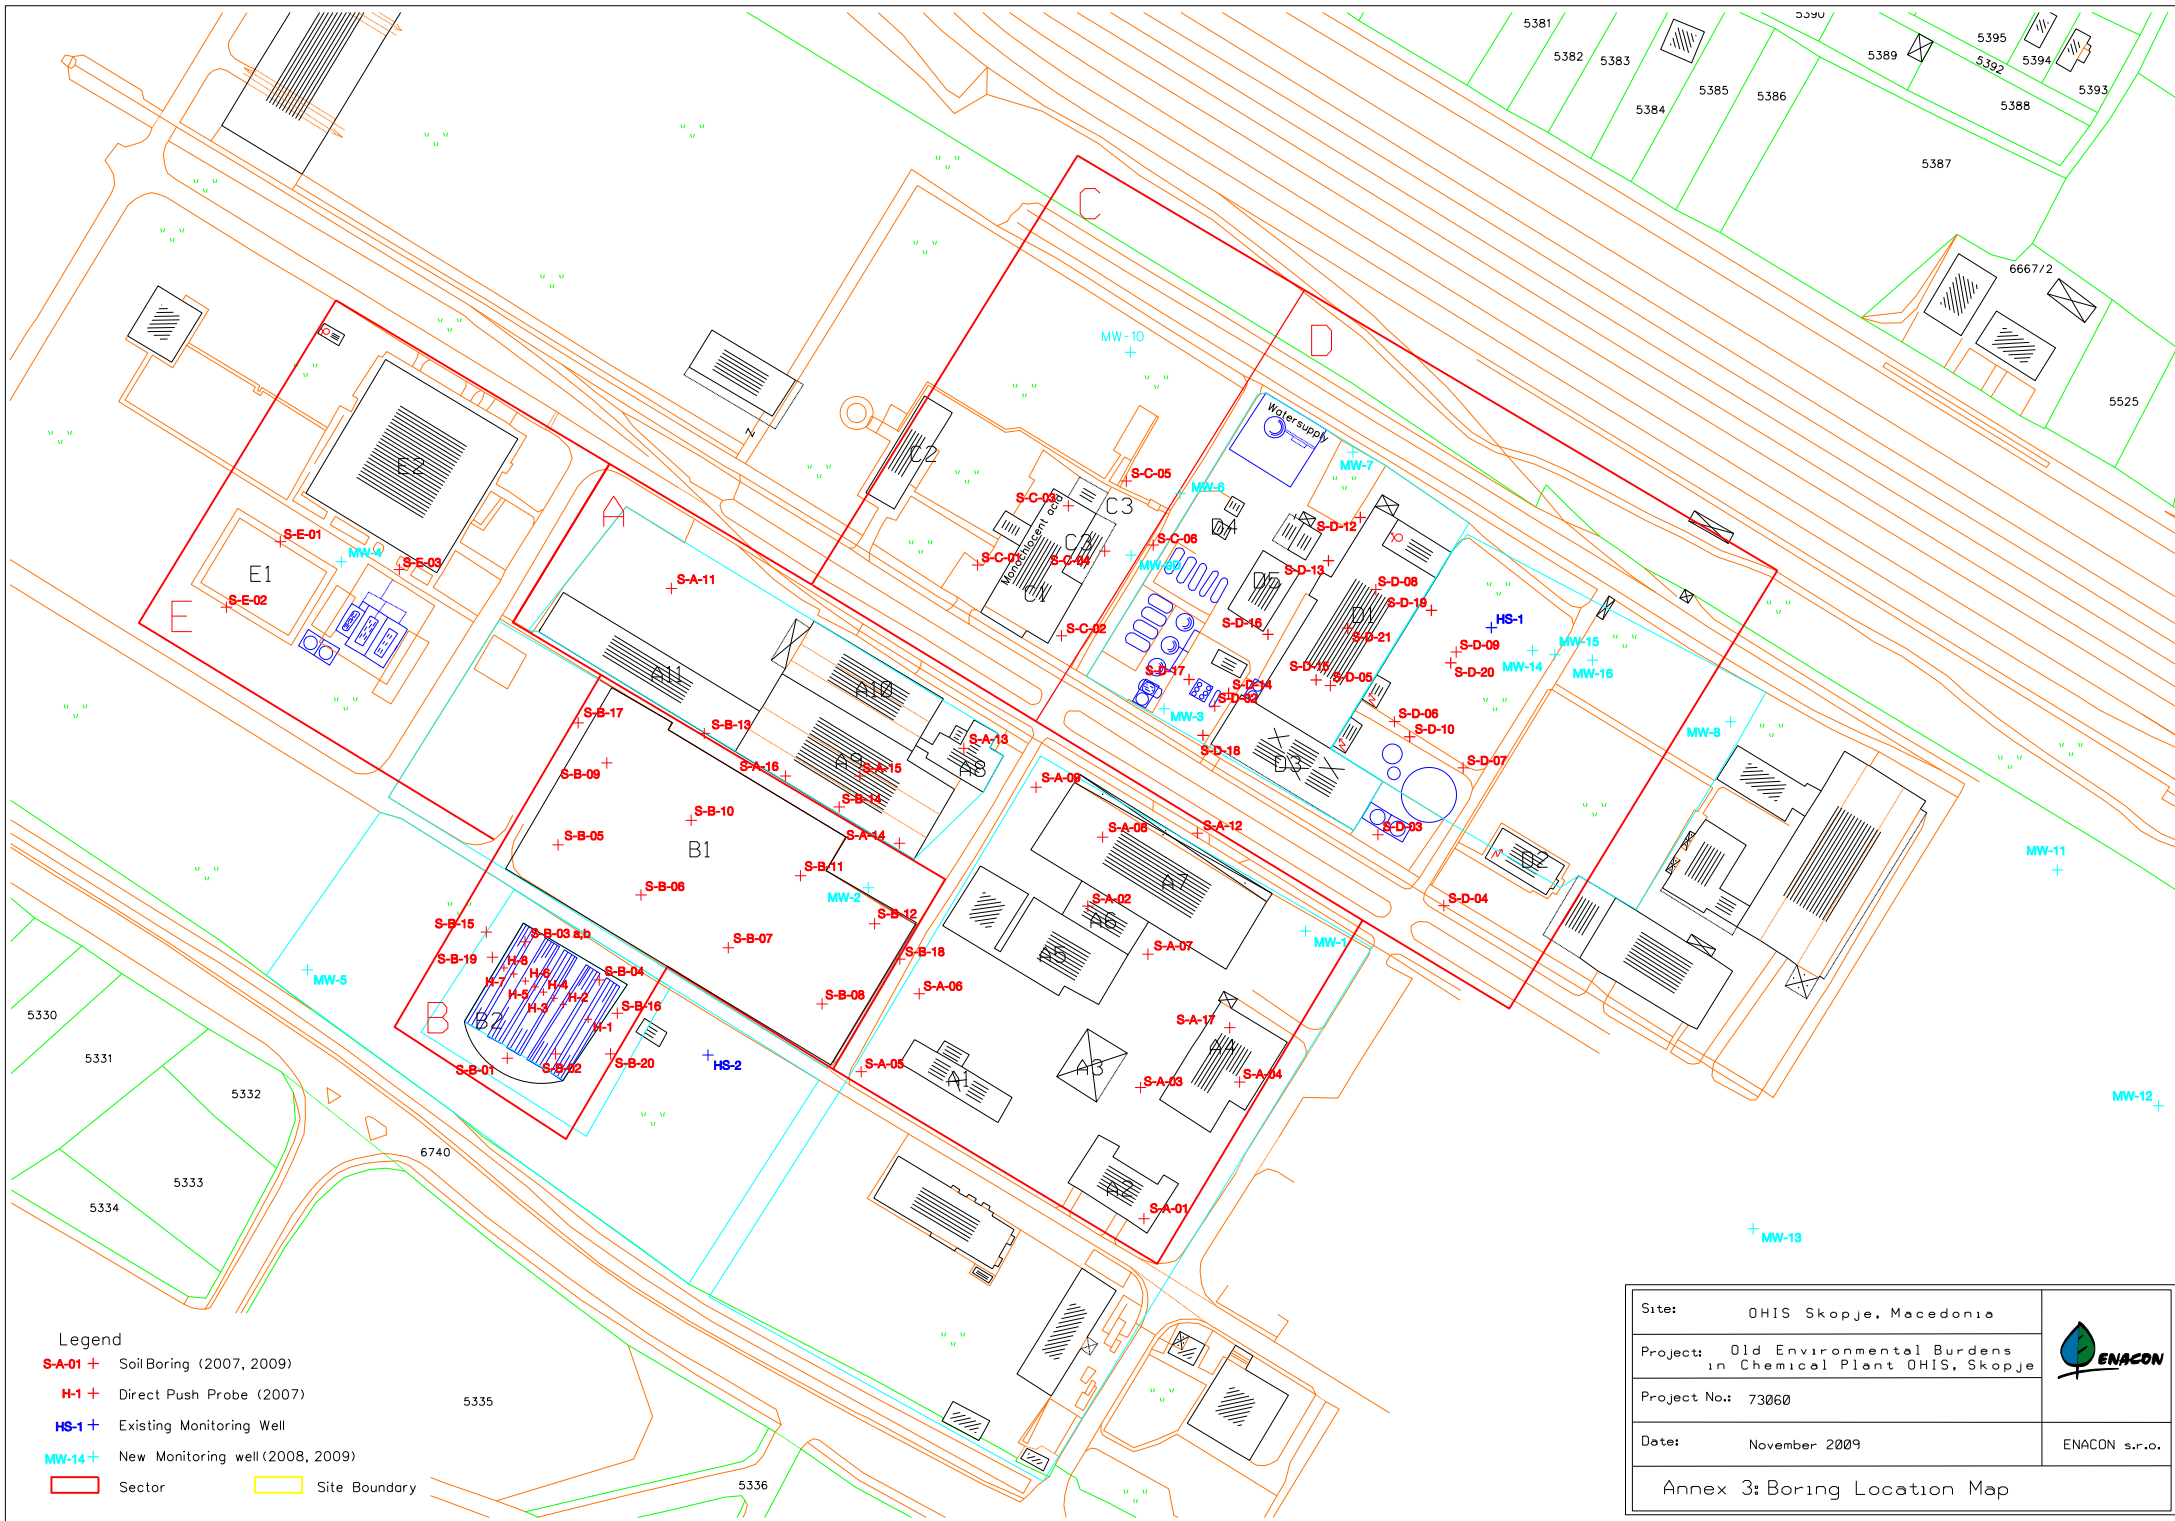 5381
5382
5383
5384
5385
5386
5390
5389
5395
5392
5394
5393
5388
5387
6667/2
5525
C
D
MW-10
Watersupply
MW-7
C2
S-C-05
S-C-03
C3
MW-6
D4
S-D-12
E2
A
S-E-01
MW-4
S-E-03
E1
S-E-02
E
S-A-11
S-C-01
Monochlocent acid
C3
S-C-04
S-C-06
C1
S-C-02
S-D-13
D5
S-D-08
D1
S-D-19
S-D-16
S-D-21
HS-1
S-D-09
S-D-20
MW-15
MW-14
MW-16
S-D-15
S-D-05
S-D-17
S-D-14
S-D-02
MW-3
S-D-06
S-D-10
S-D-18
D3
S-D-07
MW-8
A11
A10
S-B-17
S-B-13
S-A-13
A8
A9
S-A-16
S-A-15
S-B-09
S-B-14
S-A-09
S-B-10
S-B-05
B1
S-A-14
S-A-08
S-A-12
S-D-03
D2
MW-11
S-B-11
S-B-06
MW-2
A7
S-A-02
A6
S-D-04
S-B-12
MW-1
S-B-15
S-B-03 a,b
S-B-07
S-B-18
S-A-07
A5
S-B-19
H-8
H-7
H-6
S-B-04
H-5
H-4
H-3
H-2
S-B-16
H-1
MW-5
B
B2
S-B-08
S-A-06
S-A-17
A4
S-B-01
S-B-02
S-B-20
HS-2
S-A-05
A1
A3
S-A-03
S-A-04
MW-12
5330
5331
5332
5333
5334
6740
A2
S-A-01
MW-13
5335
5336
Legend
S-A-01 + Soil Boring (2007, 2009)
H-1 + Direct Push Probe (2007)
HS-1 + Existing Monitoring Well
MW-14 + New Monitoring well (2008, 2009)
Sector Site Boundary
Site: OHIS Skopje, Macedonia
Project: Old Environmental Burdens
in Chemical Plant OHIS, Skopje
ENACON
Project No.: 73060
Date: November 2009
ENACON s.r.o.
Annex 3: Boring Location Map